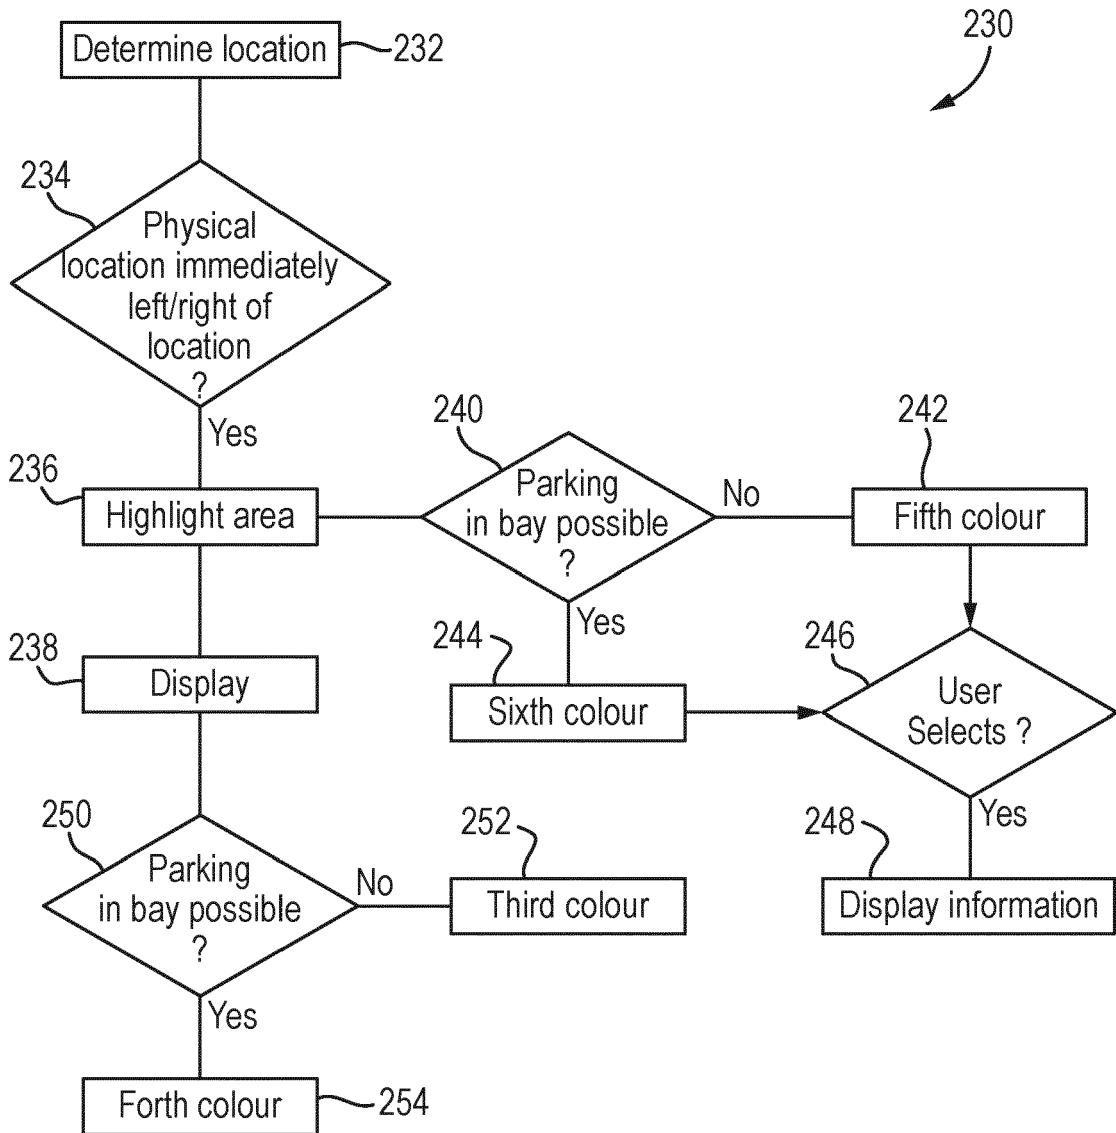 230
Determine location
232
234
Physical
location immediately
left/right of
location
?
Yes
236
Highlight area
240
Parking
in bay possible
?
No
242
Fifth colour
Yes
244
Sixth colour
246
User
Selects ?
Yes
248
Display information
238
Display
250
Parking
in bay possible
?
No
252
Third colour
Yes
Forth colour
254